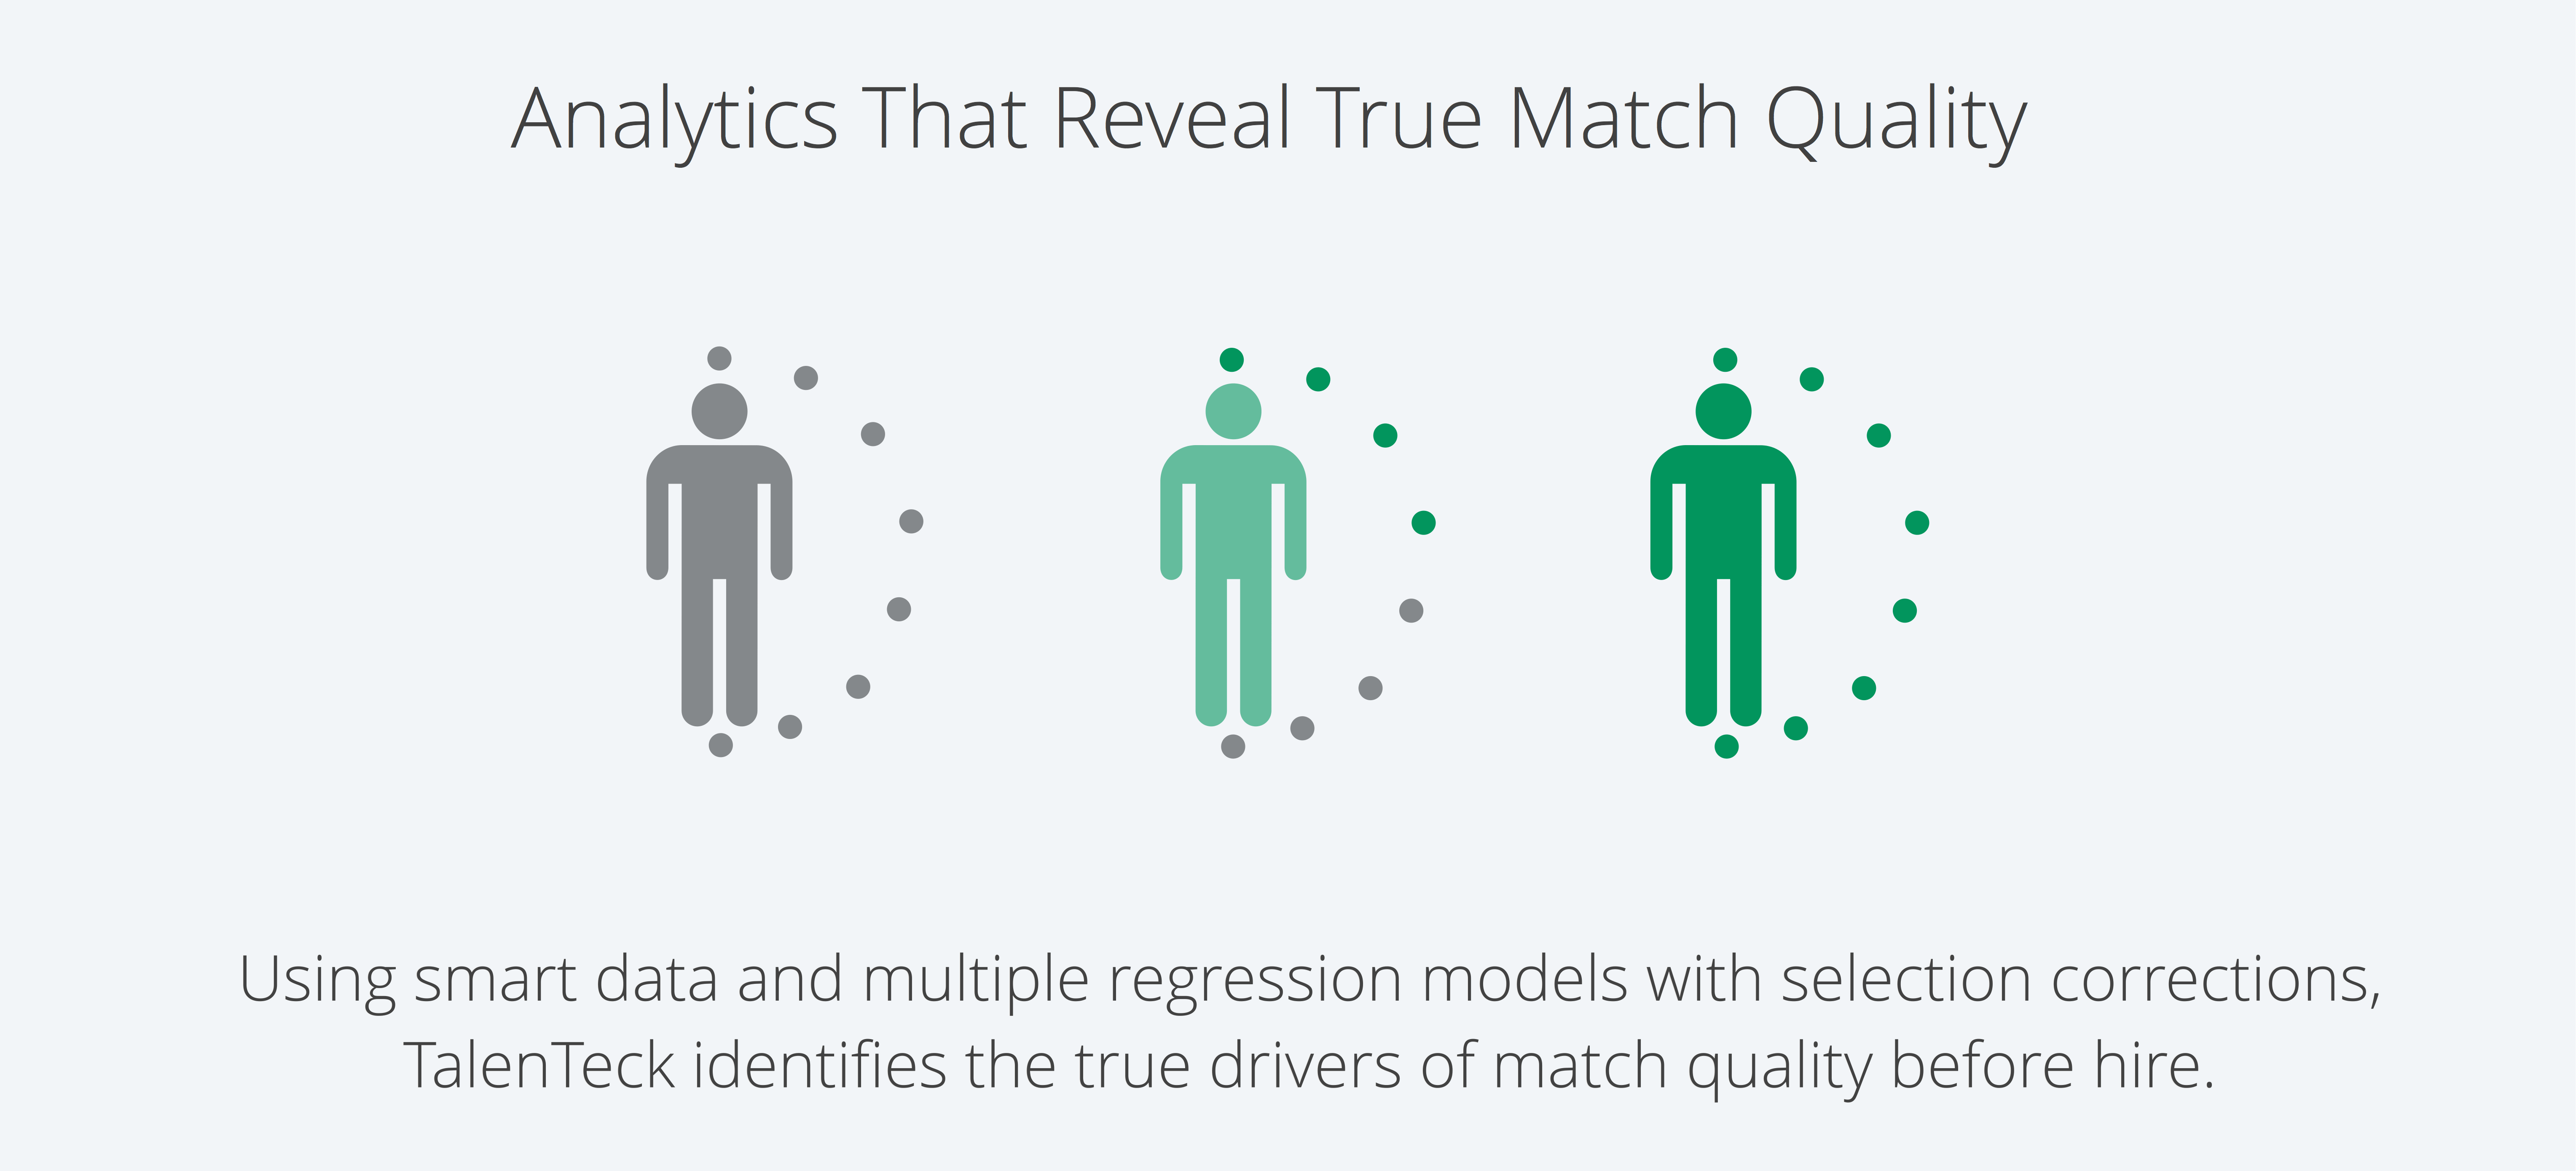 Analytics That Reveal True Match Quality
Using smart data and multiple regression models with selection corrections,
TalenTeck identifies the true drivers of match quality before hire.